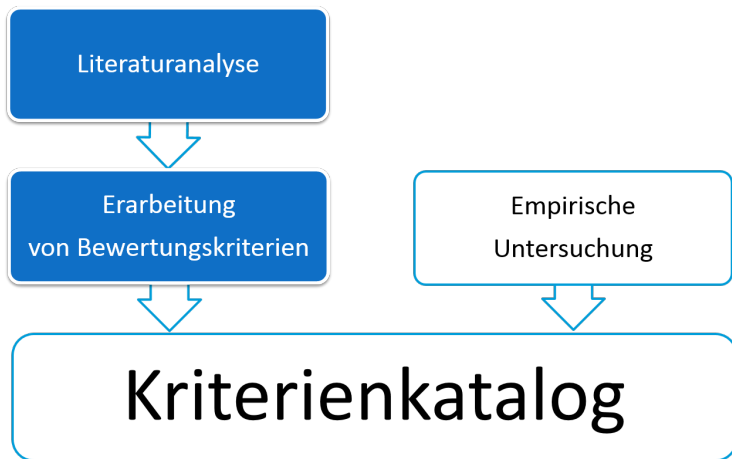 Literaturanalyse
Erarbeitung
von Bewertungskriterien
Empirische
Untersuchung
Kriterienkatalog